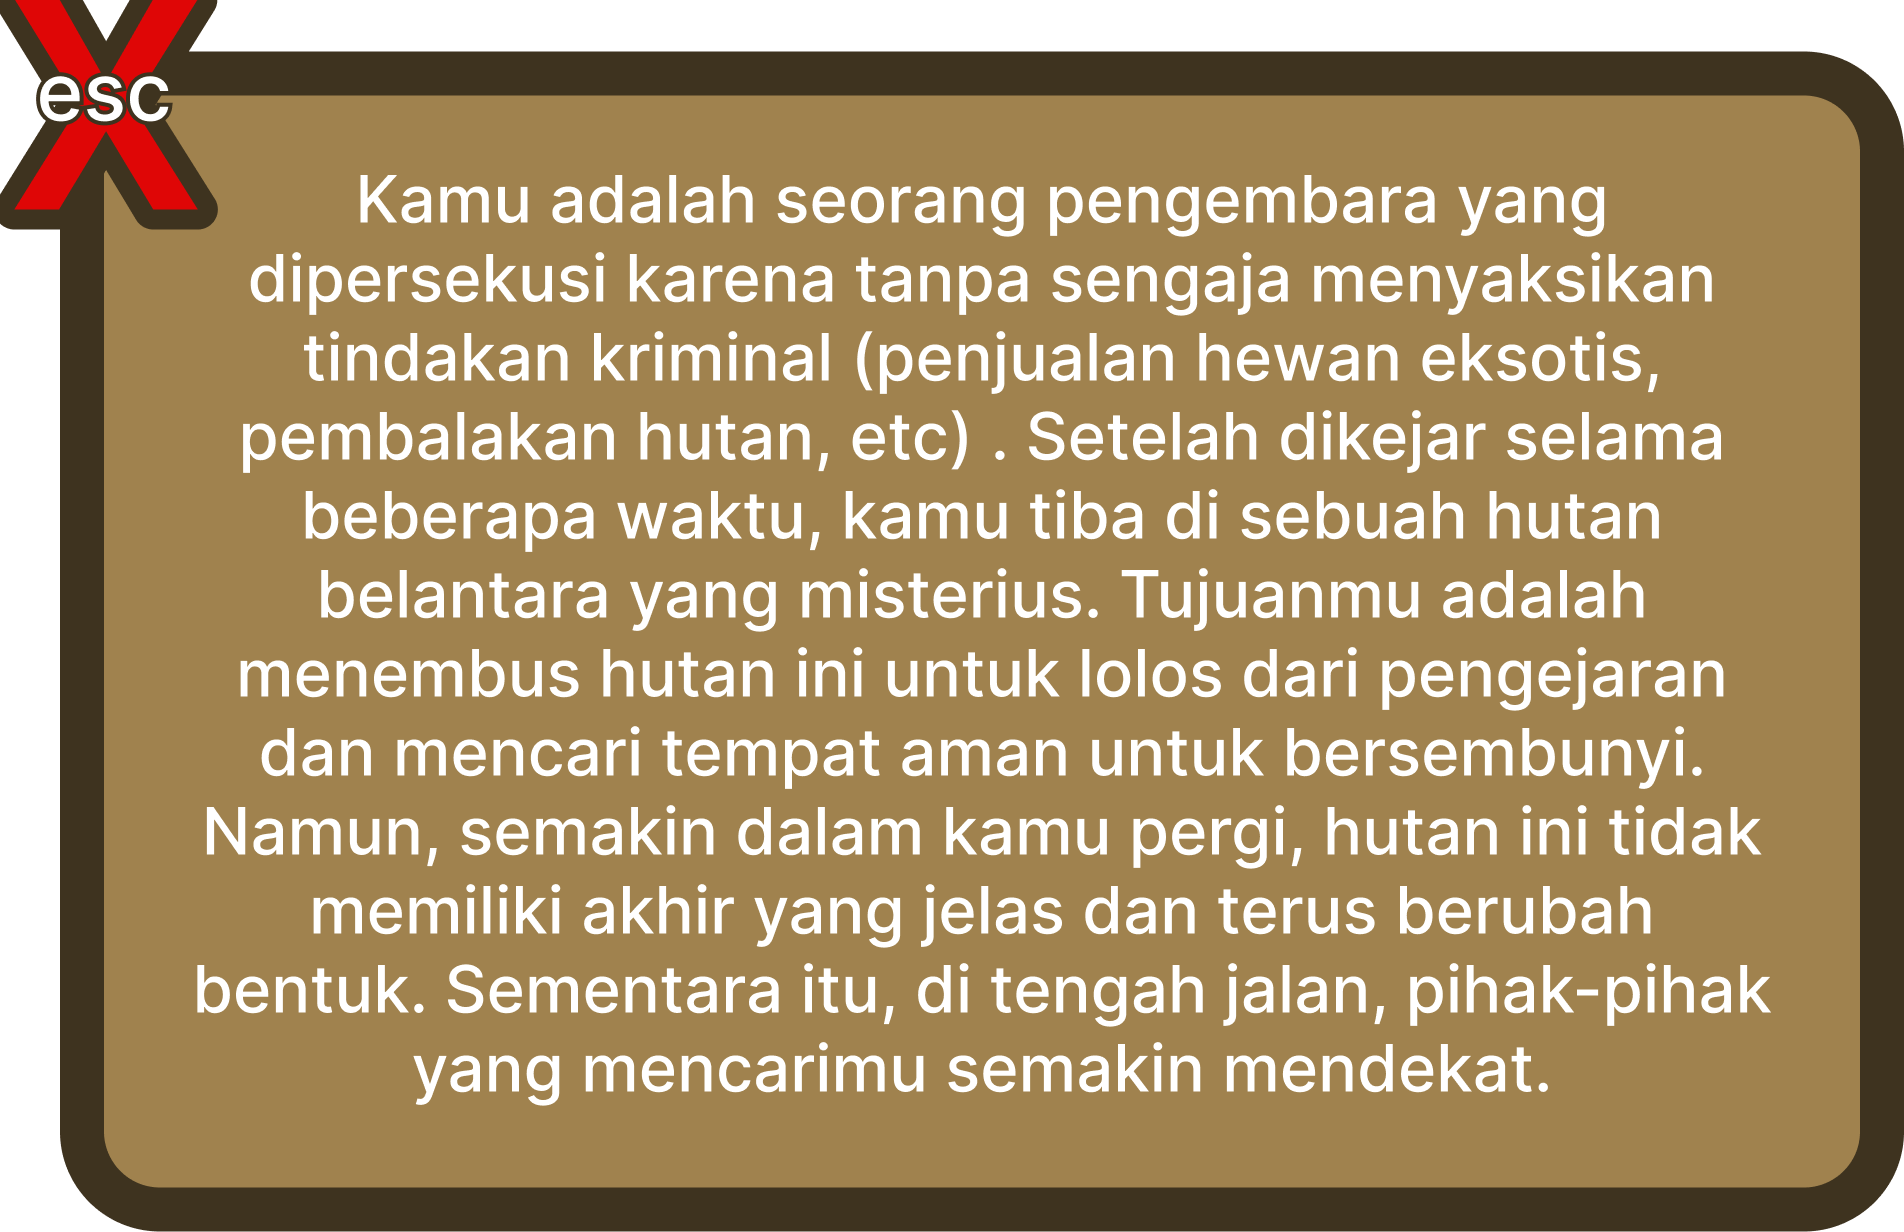 esc
Kamu adalah seorang pengembara yang
dipersekusi karena tanpa sengaja menyaksikan
tindakan kriminal (penjualan hewan eksotis,
pembalakan hutan, etc) . Setelah dikejar selama
beberapa waktu, kamu tiba di sebuah hutan
belantara yang misterius. Tujuanmu adalah
menembus hutan ini untuk lolos dari pengejaran
dan mencari tempat aman untuk bersembunyi.
Namun, semakin dalam kamu pergi, hutan ini tidak
memiliki akhir yang jelas dan terus berubah
bentuk. Sementara itu, di tengah jalan, pihak-pihak
yang mencarimu semakin mendekat.